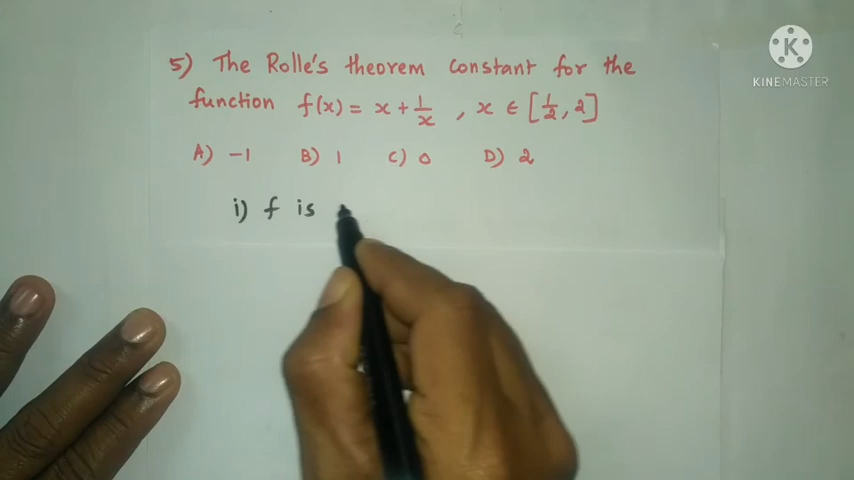 5) The Rolle's theorem constant for the
function f(x) = x + 1/x , x ∈ [1/2, 2]
A) -1 B) 1 C) 0 D) 2
i) f is
K
KINEMASTER